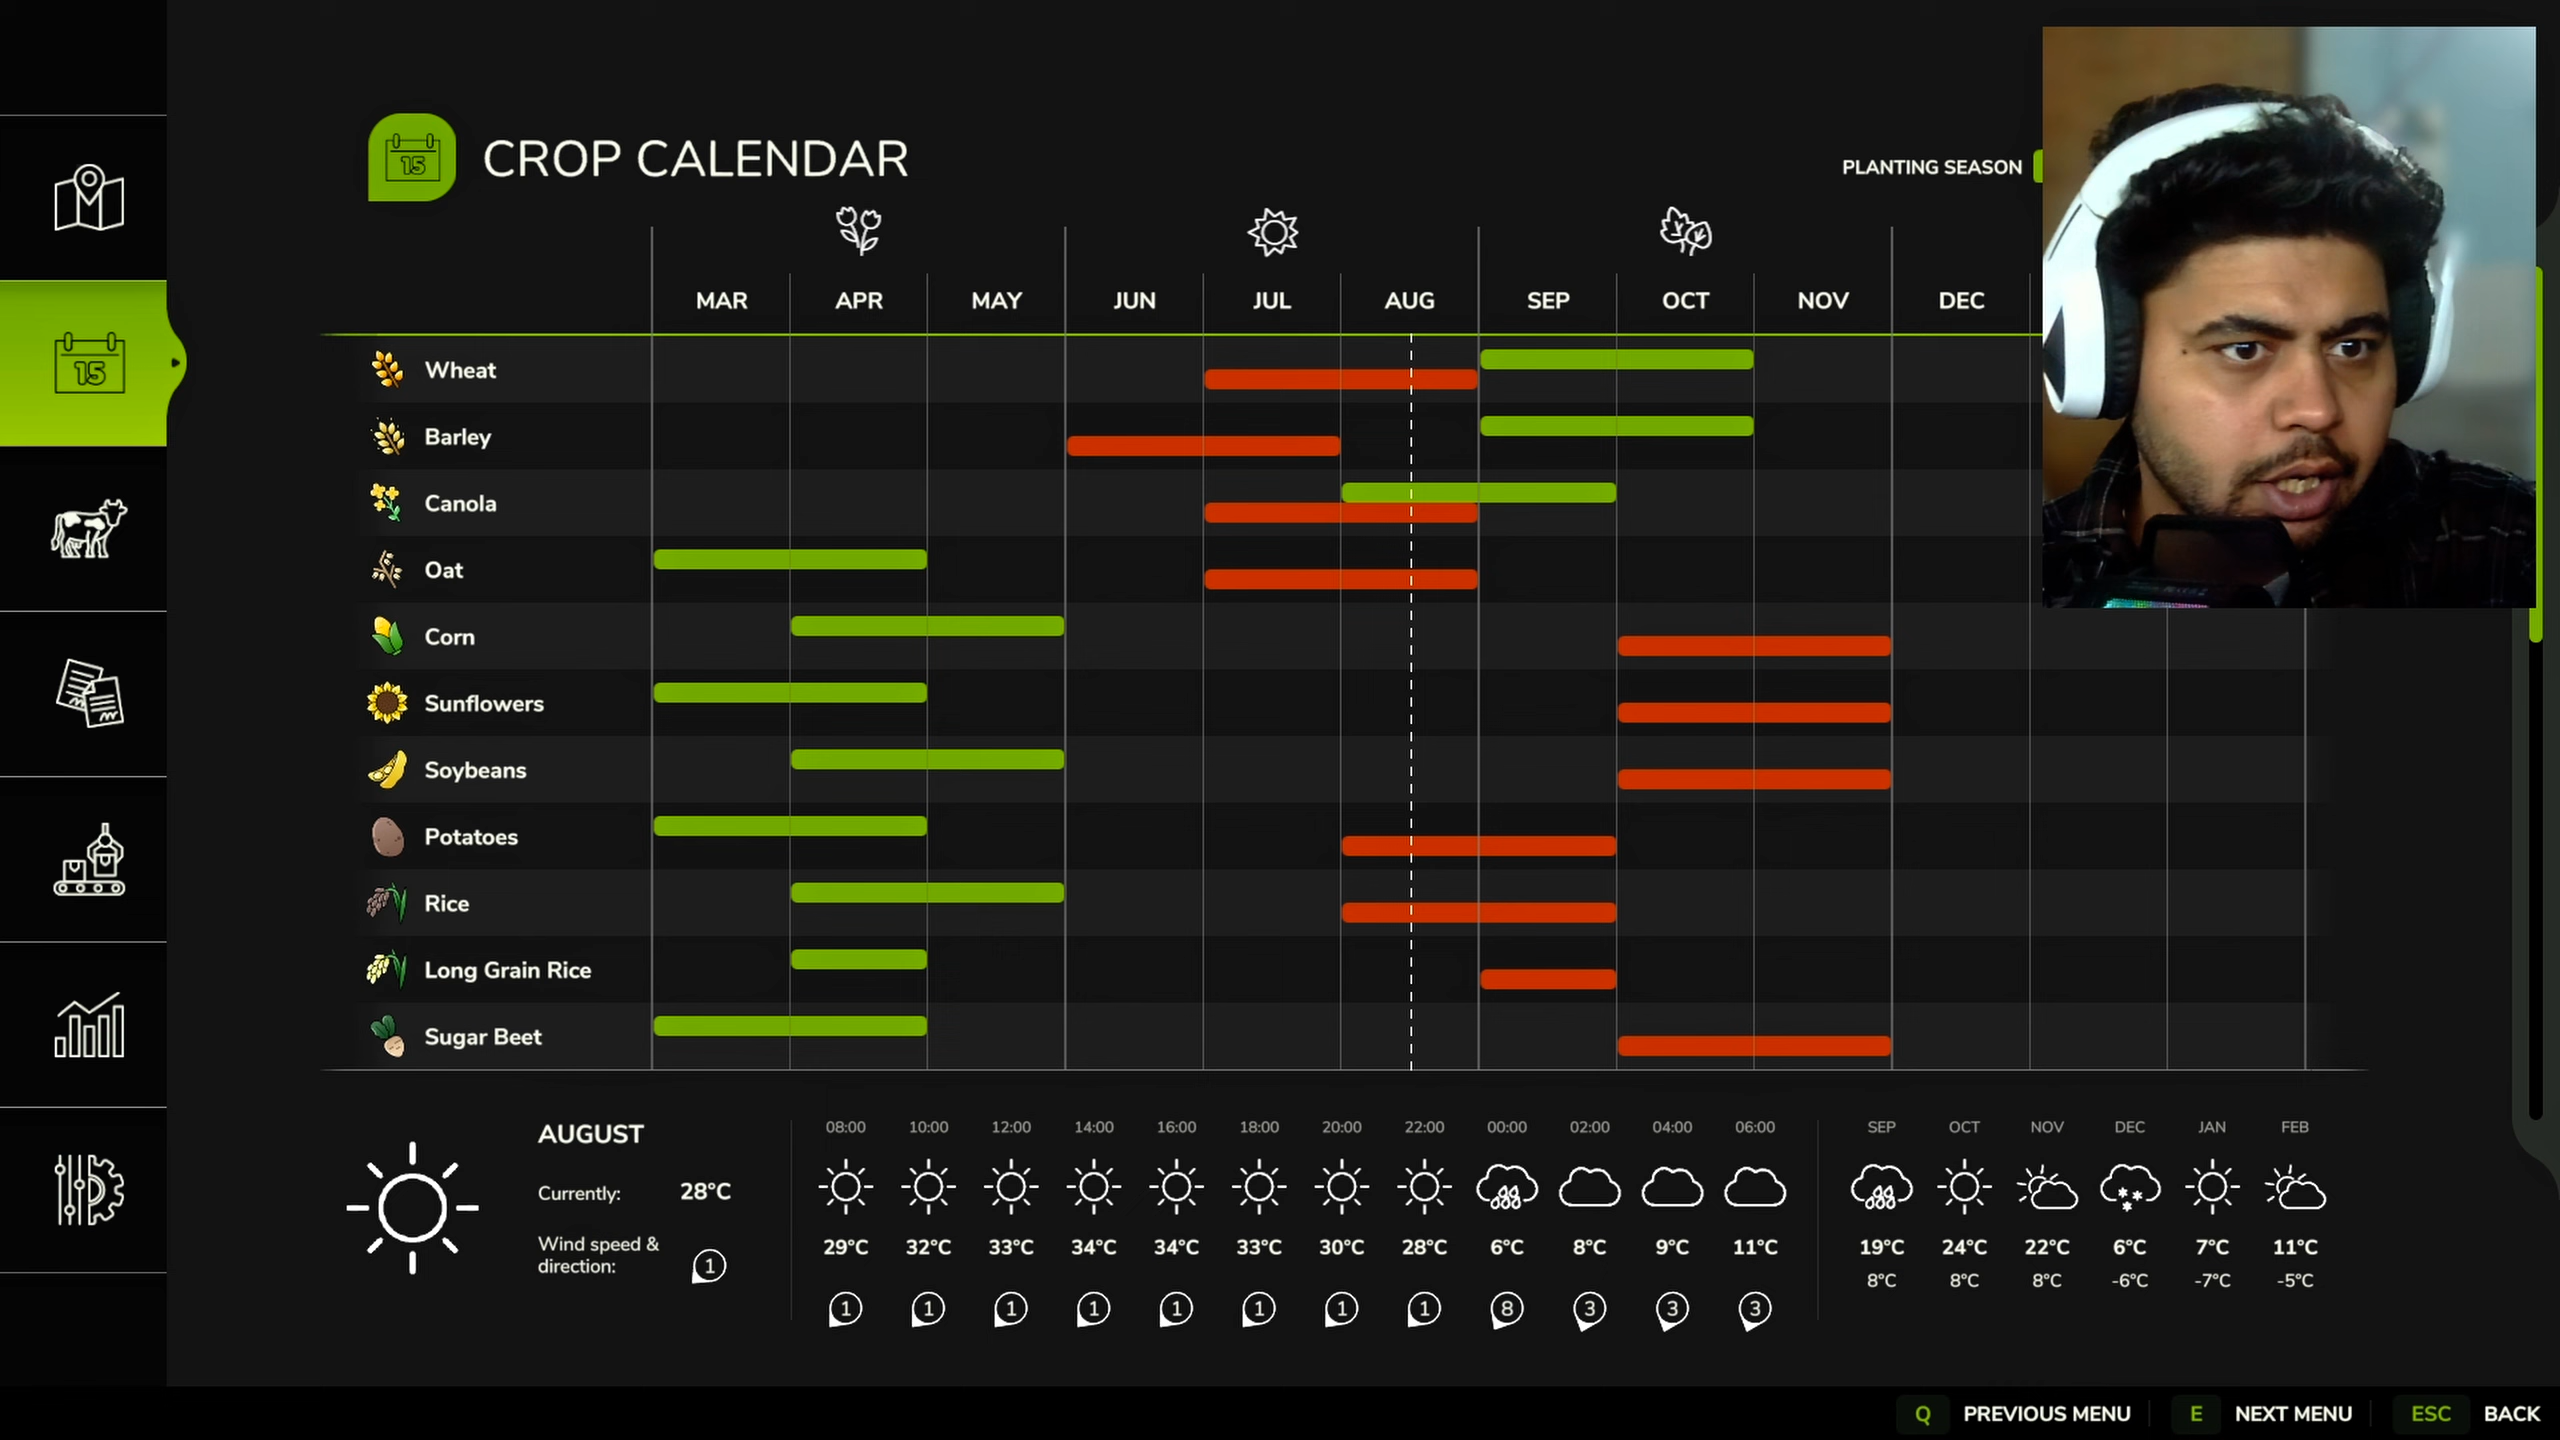 CROP CALENDAR
PLANTING SEASON
MAR APR MAY JUN JUL AUG SEP OCT NOV DEC
15
15
Wheat
Barley
Canola
Oat
Corn
Sunflowers
Soybeans
Potatoes
Rice
Long Grain Rice
Sugar Beet
AUGUST
Currently: 28°C
Wind speed &
direction: 1
08:00 10:00 12:00 14:00 16:00 18:00 20:00 22:00 00:00 02:00 04:00 06:00
29°C 32°C 33°C 34°C 34°C 33°C 30°C 28°C 6°C 8°C 9°C 11°C
1 1 1 1 1 1 1 1 8 3 3 3
SEP OCT NOV DEC JAN FEB
19°C 24°C 22°C 6°C 7°C 11°C
8°C 8°C 8°C -6°C -7°C -5°C
Q PREVIOUS MENU E NEXT MENU ESC BACK